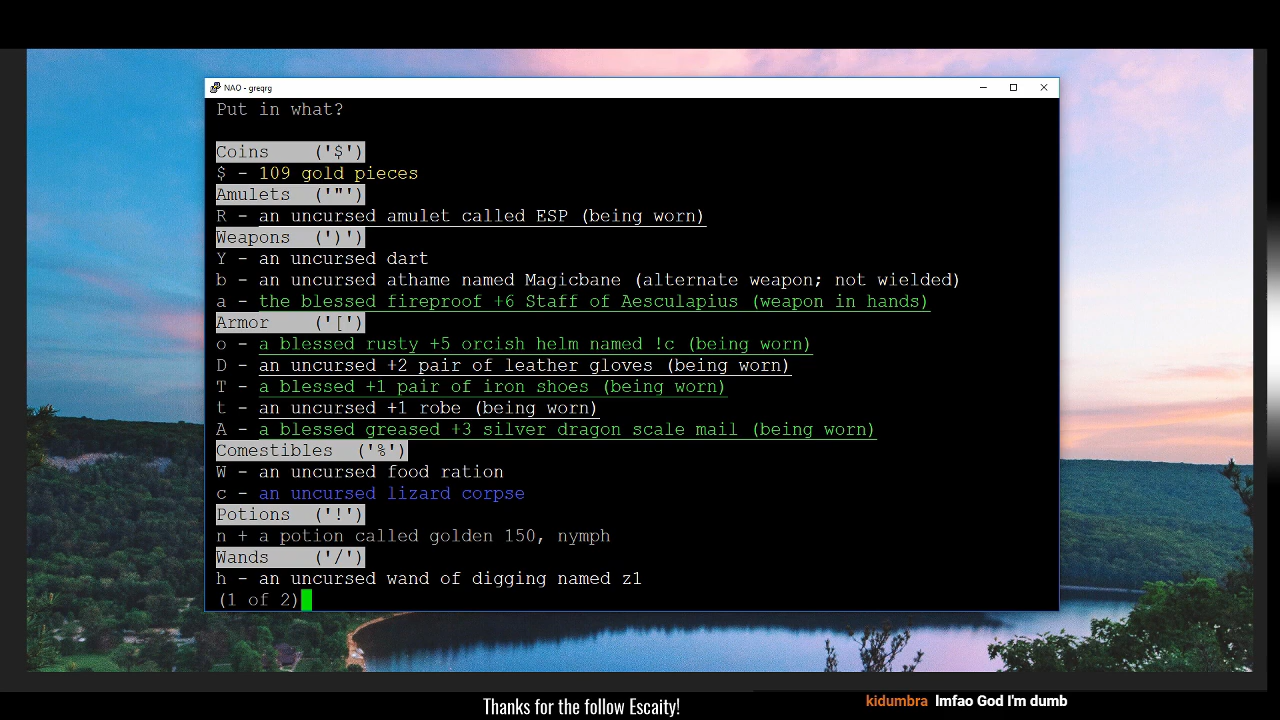 NAO - greqrg
Put in what?
Coins ('$')
$ - 109 gold pieces
Amulets ('"')
R - an uncursed amulet called ESP (being worn)
Weapons (')')
Y - an uncursed dart
b - an uncursed athame named Magicbane (alternate weapon; not wielded)
a - the blessed fireproof +6 Staff of Aesculapius (weapon in hands)
Armor ('[')
o - a blessed rusty +5 orcish helm named !c (being worn)
D - an uncursed +2 pair of leather gloves (being worn)
T - a blessed +1 pair of iron shoes (being worn)
t - an uncursed +1 robe (being worn)
A - a blessed greased +3 silver dragon scale mail (being worn)
Comestibles ('%')
W - an uncursed food ration
c - an uncursed lizard corpse
Potions ('!')
n + a potion called golden 150, nymph
Wands ('/')
h - an uncursed wand of digging named z1
(1 of 2)
Thanks for the follow Escaity!
kidumbra lmfao God I'm dumb